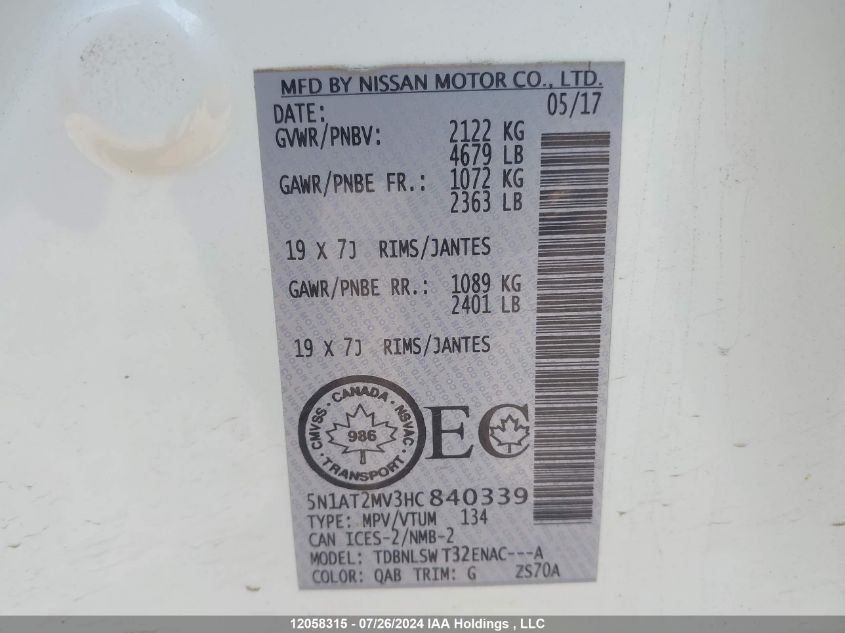 MFD BY NISSAN MOTOR CO., LTD.
DATE: 05/17
GVWR/PNBV: 2122 KG
4679 LB
GAWR/PNBE FR.: 1072 KG
2363 LB
19 X 7J RIMS/JANTES
GAWR/PNBE RR.: 1089 KG
2401 LB
19 X 7J RIMS/JANTES
CMVSS · CANADA · NSVAC · TRANSPORT ·
986
EC
5N1AT2MV3HC840339
TYPE: MPV/VTUM 134
CAN ICES-2/NMB-2
MODEL: TDBNLSW T32ENAC---A
COLOR: QAB TRIM: G ZS70A
12058315 - 07/26/2024 IAA Holdings , LLC